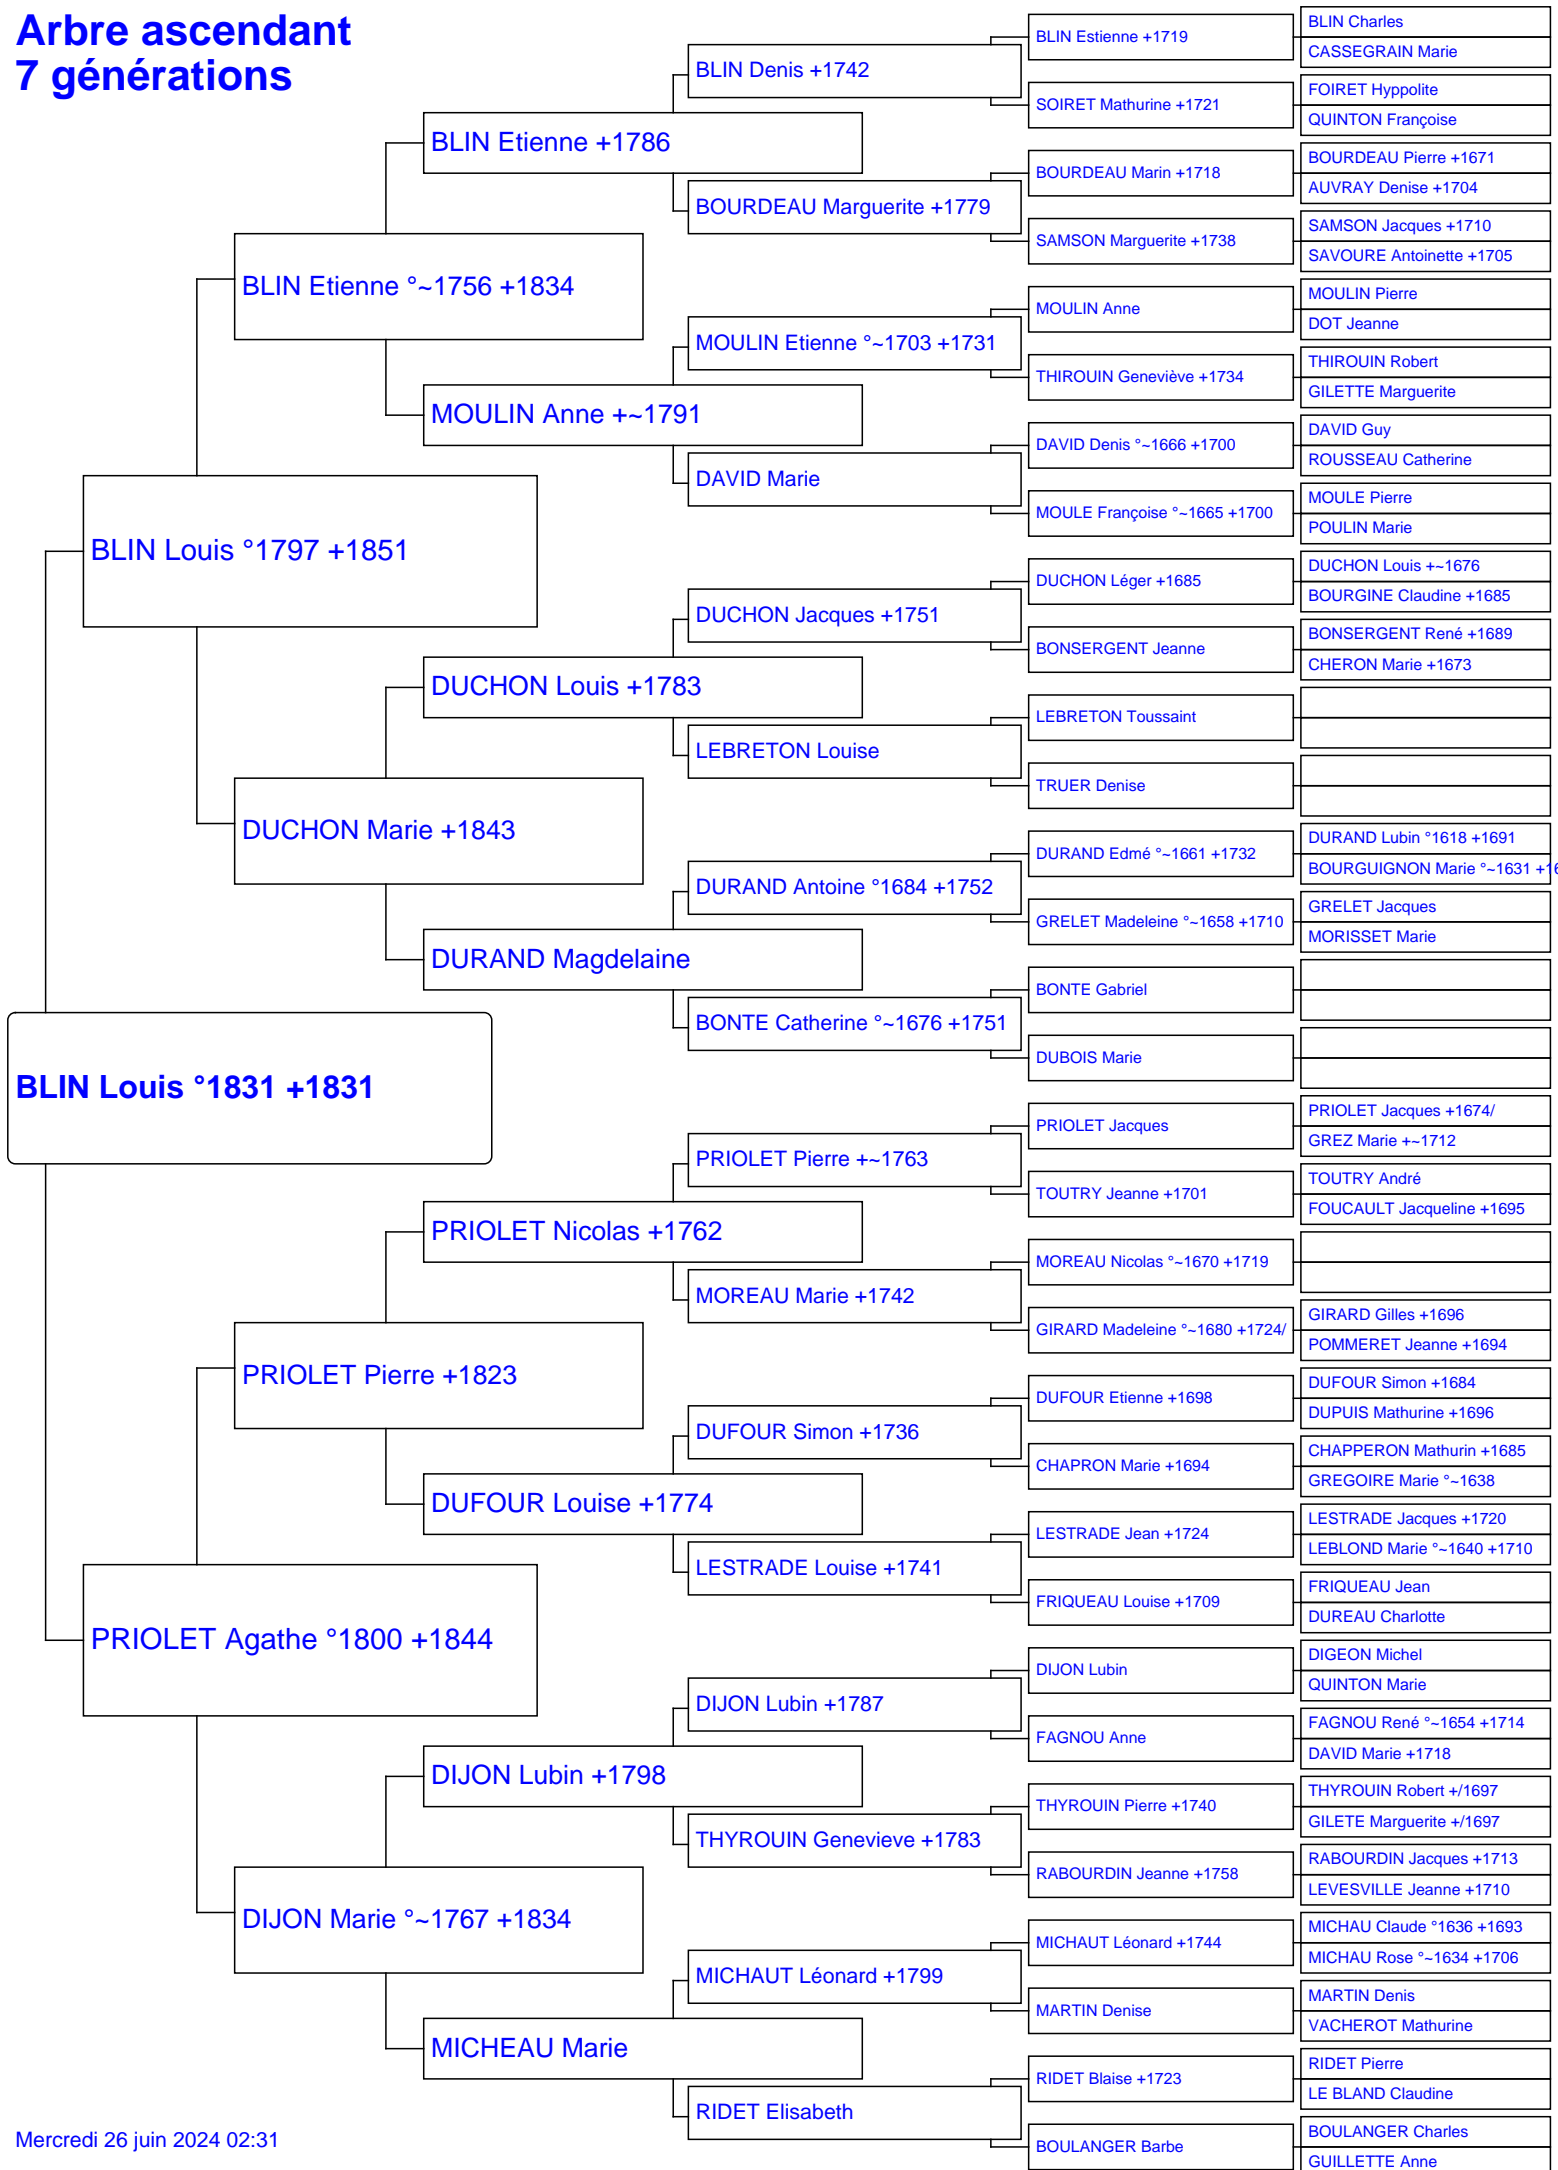 Arbre ascendant
7 générations
BLIN Louis °1831 +1831
BLIN Louis °1797 +1851
PRIOLET Agathe °1800 +1844
BLIN Etienne °~1756 +1834
DUCHON Marie +1843
PRIOLET Pierre +1823
DIJON Marie °~1767 +1834
BLIN Etienne +1786
MOULIN Anne +~1791
DUCHON Louis +1783
DURAND Magdelaine
PRIOLET Nicolas +1762
DUFOUR Louise +1774
DIJON Lubin +1798
MICHEAU Marie
BLIN Denis +1742
BOURDEAU Marguerite +1779
MOULIN Etienne °~1703 +1731
DAVID Marie
DUCHON Jacques +1751
LEBRETON Louise
DURAND Antoine °1684 +1752
BONTE Catherine °~1676 +1751
PRIOLET Pierre +~1763
MOREAU Marie +1742
DUFOUR Simon +1736
LESTRADE Louise +1741
DIJON Lubin +1787
THYROUIN Genevieve +1783
MICHAUT Léonard +1799
RIDET Elisabeth
BLIN Estienne +1719
SOIRET Mathurine +1721
BOURDEAU Marin +1718
SAMSON Marguerite +1738
MOULIN Anne
THIROUIN Geneviève +1734
DAVID Denis °~1666 +1700
MOULE Françoise °~1665 +1700
DUCHON Léger +1685
BONSERGENT Jeanne
LEBRETON Toussaint
TRUER Denise
DURAND Edmé °~1661 +1732
GRELET Madeleine °~1658 +1710
BONTE Gabriel
DUBOIS Marie
PRIOLET Jacques
TOUTRY Jeanne +1701
MOREAU Nicolas °~1670 +1719
GIRARD Madeleine °~1680 +1724/
DUFOUR Etienne +1698
CHAPRON Marie +1694
LESTRADE Jean +1724
FRIQUEAU Louise +1709
DIJON Lubin
FAGNOU Anne
THYROUIN Pierre +1740
RABOURDIN Jeanne +1758
MICHAUT Léonard +1744
MARTIN Denise
RIDET Blaise +1723
BOULANGER Barbe
BLIN Charles
CASSEGRAIN Marie
FOIRET Hyppolite
QUINTON Françoise
BOURDEAU Pierre +1671
AUVRAY Denise +1704
SAMSON Jacques +1710
SAVOURE Antoinette +1705
MOULIN Pierre
DOT Jeanne
THIROUIN Robert
GILETTE Marguerite
DAVID Guy
ROUSSEAU Catherine
MOULE Pierre
POULIN Marie
DUCHON Louis +~1676
BOURGINE Claudine +1685
BONSERGENT René +1689
CHERON Marie +1673
DURAND Lubin °1618 +1691
BOURGUIGNON Marie °~1631
GRELET Jacques
MORISSET Marie
PRIOLET Jacques +1674/
GREZ Marie +~1712
TOUTRY André
FOUCAULT Jacqueline +1695
GIRARD Gilles +1696
POMMERET Jeanne +1694
DUFOUR Simon +1684
DUPUIS Mathurine +1696
CHAPPERON Mathurin +1685
GREGOIRE Marie °~1638
LESTRADE Jacques +1720
LEBLOND Marie °~1640 +1710
FRIQUEAU Jean
DUREAU Charlotte
DIGEON Michel
QUINTON Marie
FAGNOU René °~1654 +1714
DAVID Marie +1718
THYROUIN Robert +/1697
GILETE Marguerite +/1697
RABOURDIN Jacques +1713
LEVESVILLE Jeanne +1710
MICHAU Claude °1636 +1693
MICHAU Rose °~1634 +1706
MARTIN Denis
VACHEROT Mathurine
RIDET Pierre
LE BLAND Claudine
BOULANGER Charles
GUILLETTE Anne
Mercredi 26 juin 2024 02:31